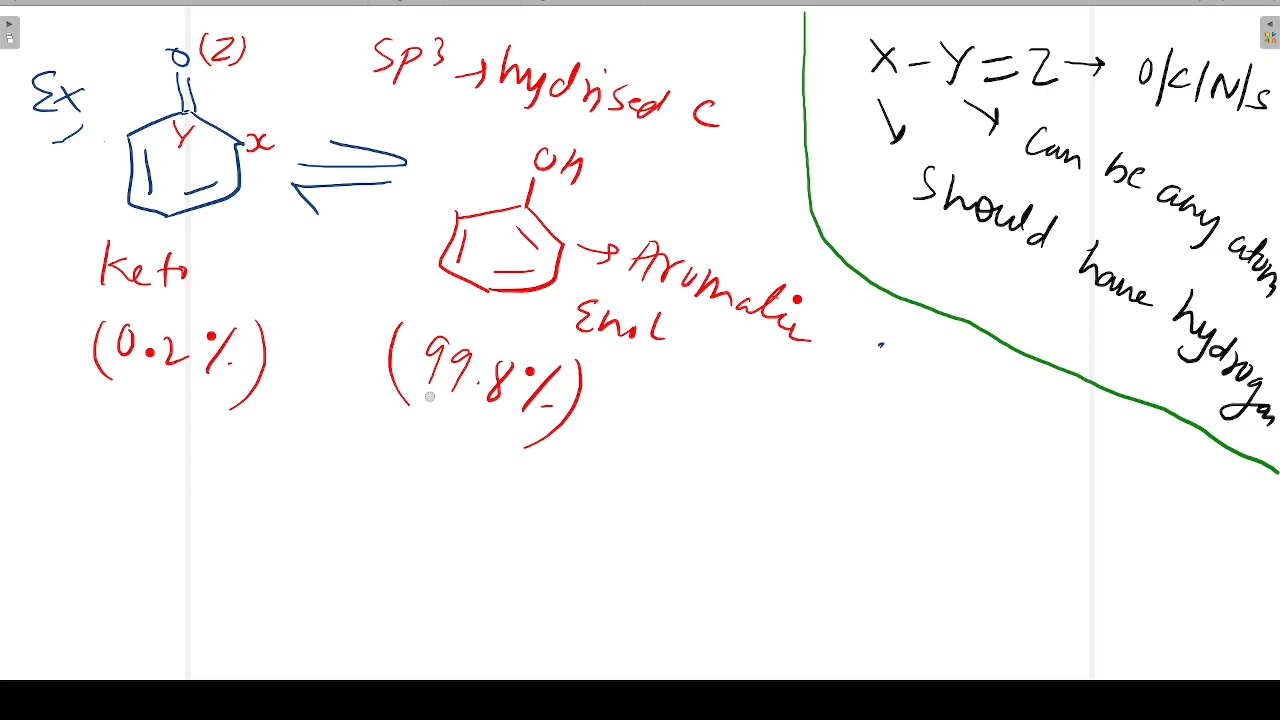 Ex
O (Z)
Y
x
Keto
(0.2%)
Sp3 → hydrised C
OH
→ Aromatic
Enol
(99.8%)
X - Y = Z → O/C/N/S
Can be any atom
Should have hydrogen